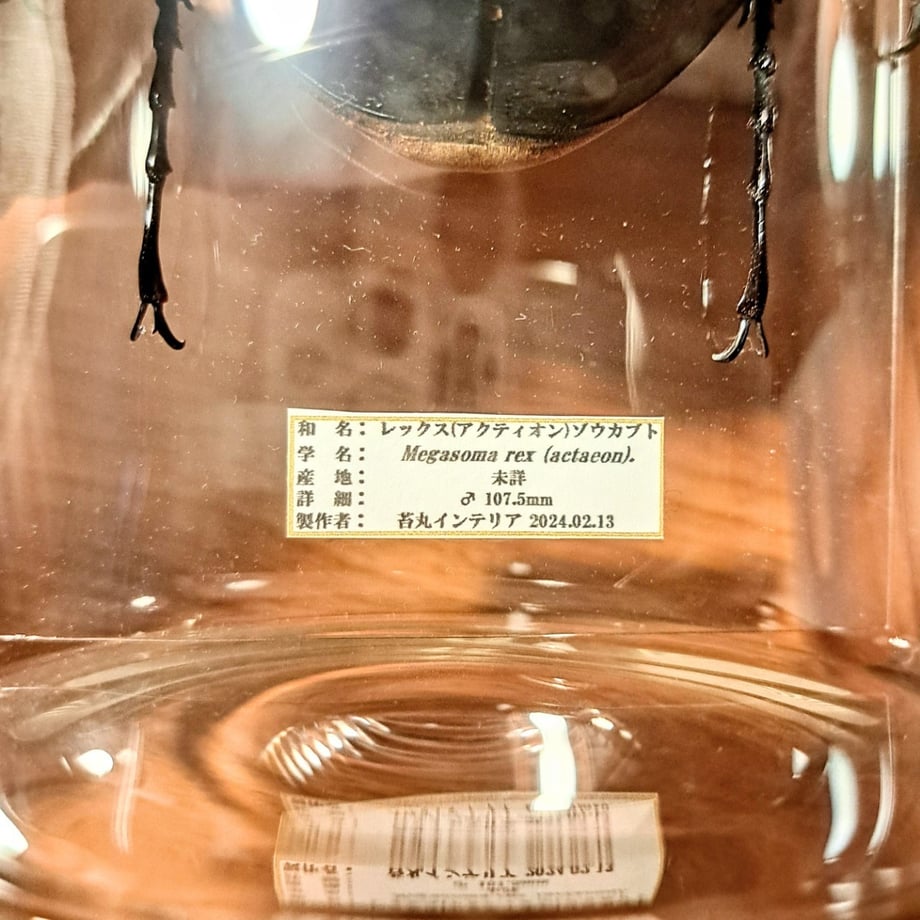 和　名： レックス(アクティオン)ゾウカブト
学　名： Megasoma rex (actaeon).
産　地： 未詳
詳　細： ♂ 107.5mm
製作者： 苔丸インテリア 2024.02.13